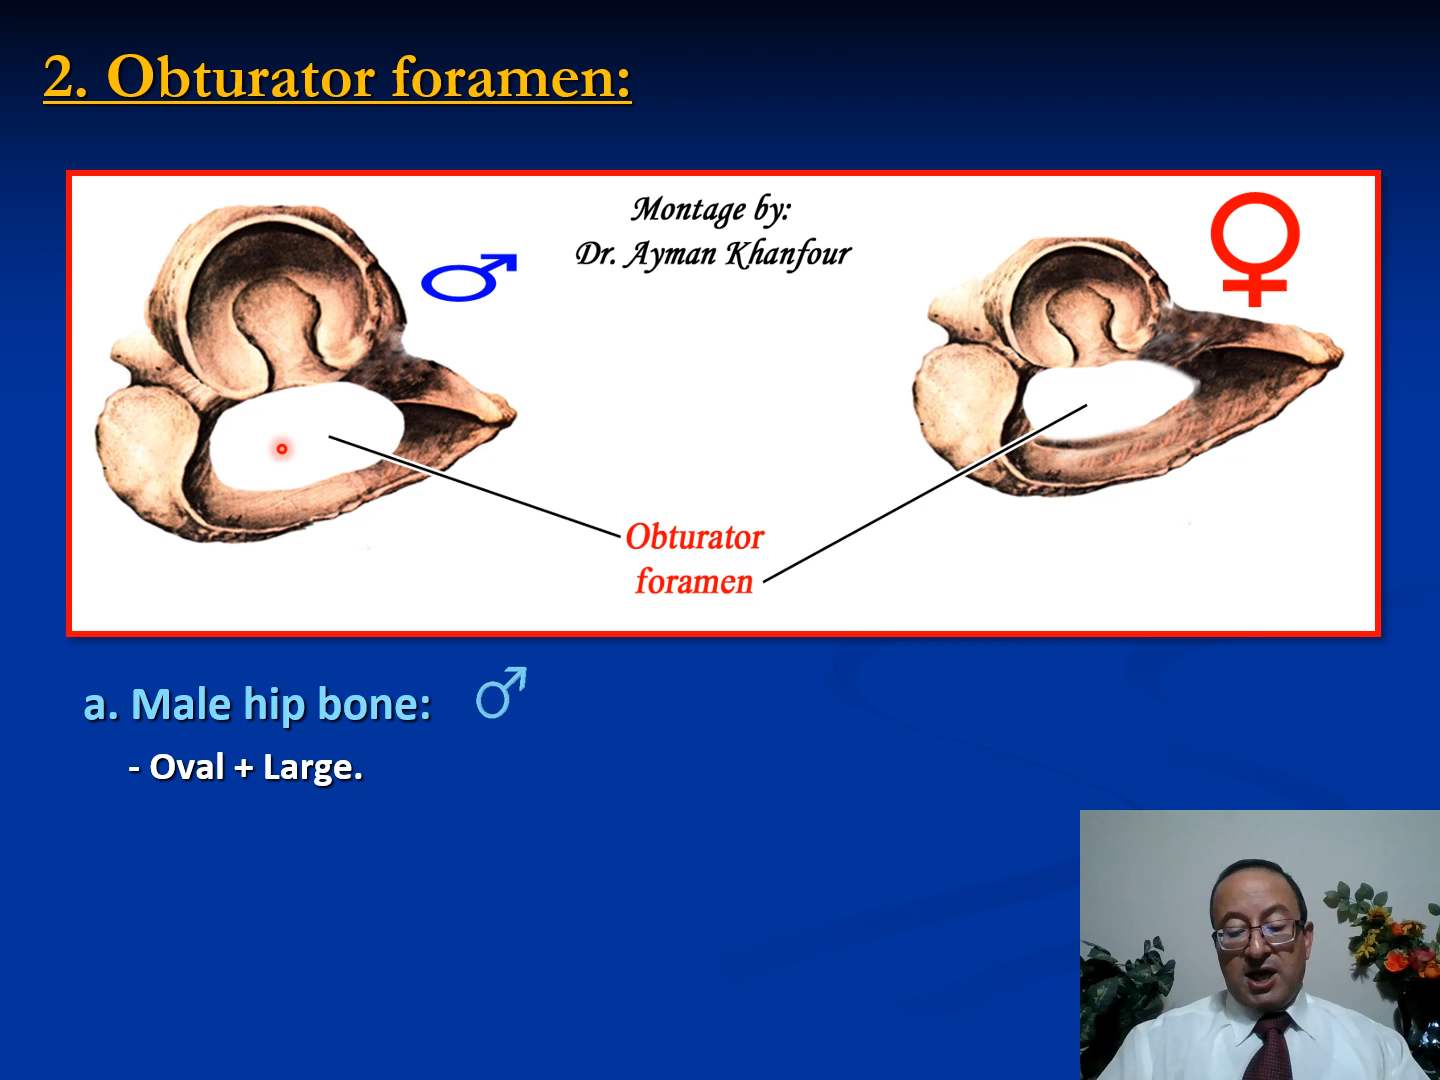 2. Obturator foramen:
Montage by:
Dr. Ayman Khanfour
Obturator
foramen
a. Male hip bone:
- Oval + Large.